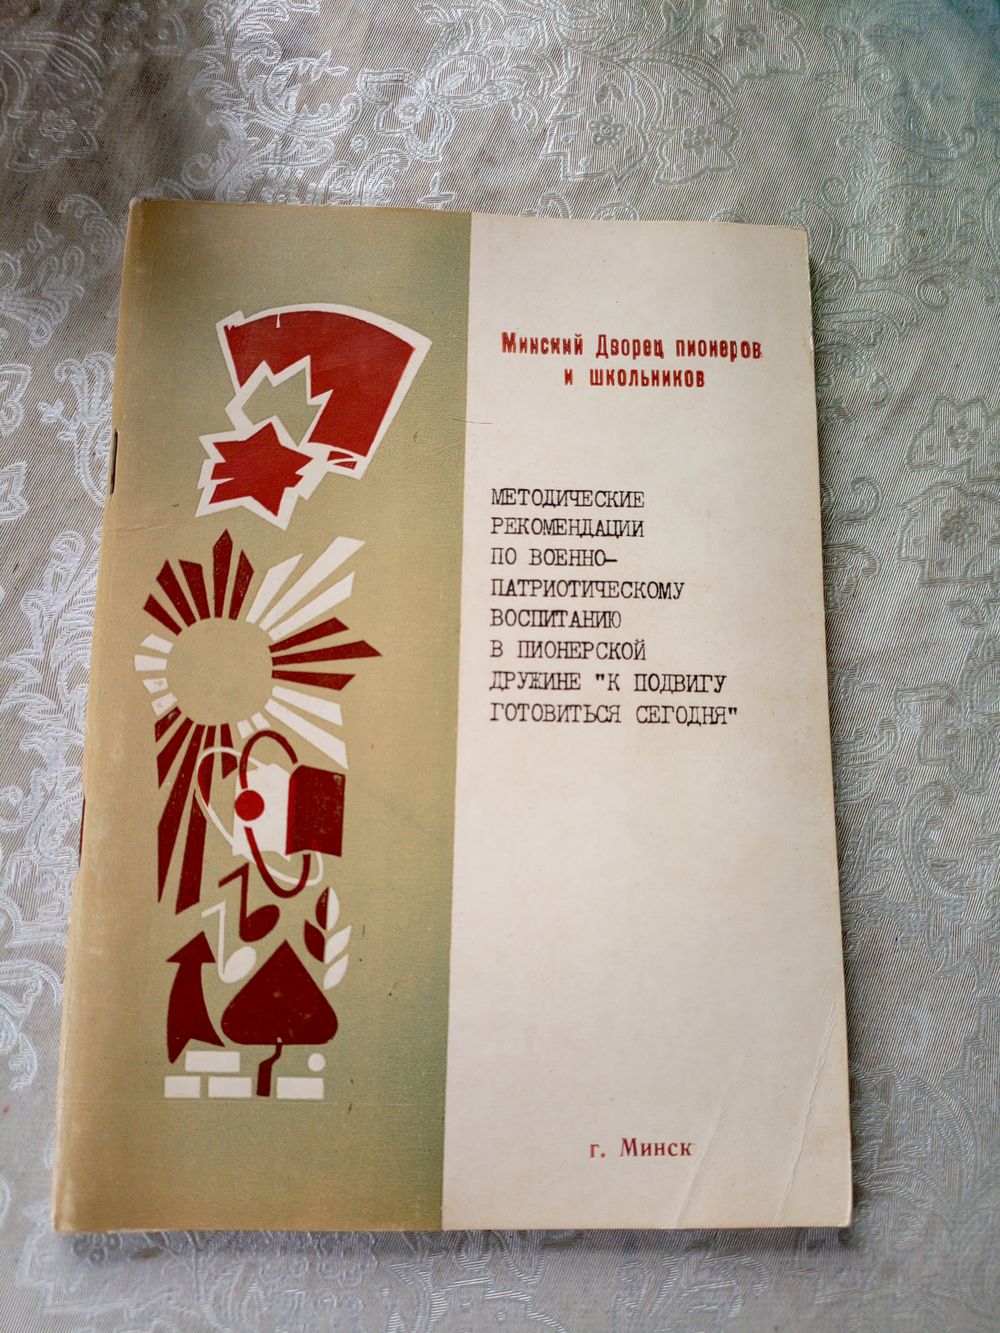 Минский Дворец пионеров
и школьников
МЕТОДИЧЕСКИЕ
РЕКОМЕНДАЦИИ
ПО ВОЕННО-
ПАТРИОТИЧЕСКОМУ
ВОСПИТАНИЮ
В ПИОНЕРСКОЙ
ДРУЖИНЕ "К ПОДВИГУ
ГОТОВИТЬСЯ СЕГОДНЯ"
г. Минск